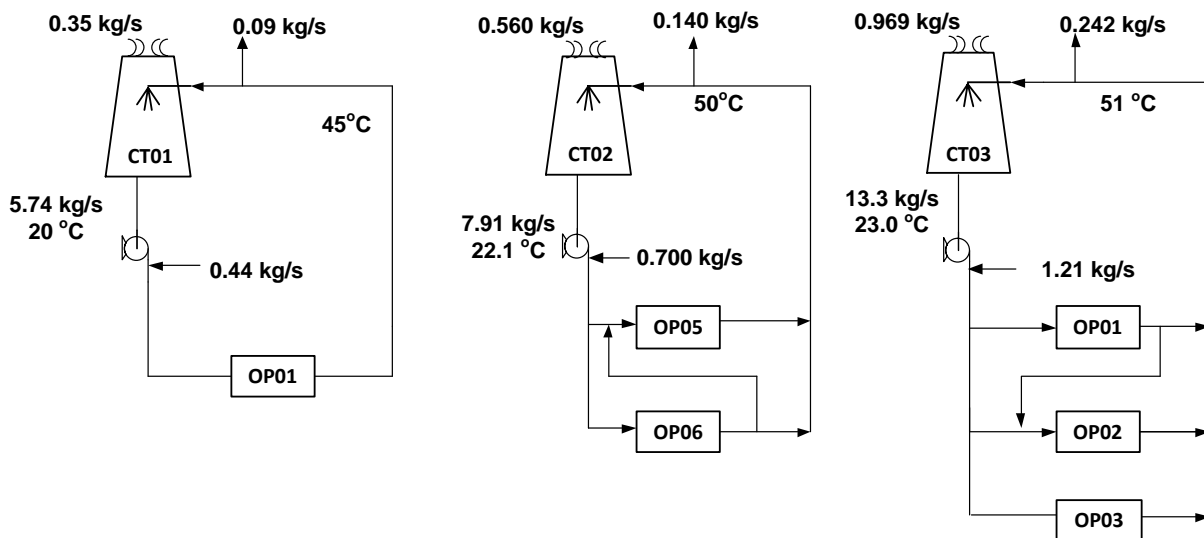 0.35 kg/s
0.09 kg/s
45°C
CT01
5.74 kg/s
20 °C
0.44 kg/s
OP01
0.560 kg/s
0.140 kg/s
50°C
CT02
7.91 kg/s
22.1 °C
0.700 kg/s
OP05
OP06
0.969 kg/s
0.242 kg/s
51 °C
CT03
13.3 kg/s
23.0 °C
1.21 kg/s
OP01
OP02
OP03